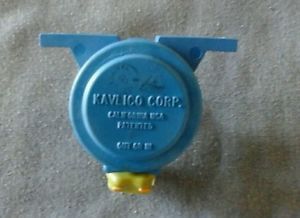 KAVLICO CORP.
CALIFORNIA USA
PATENTED